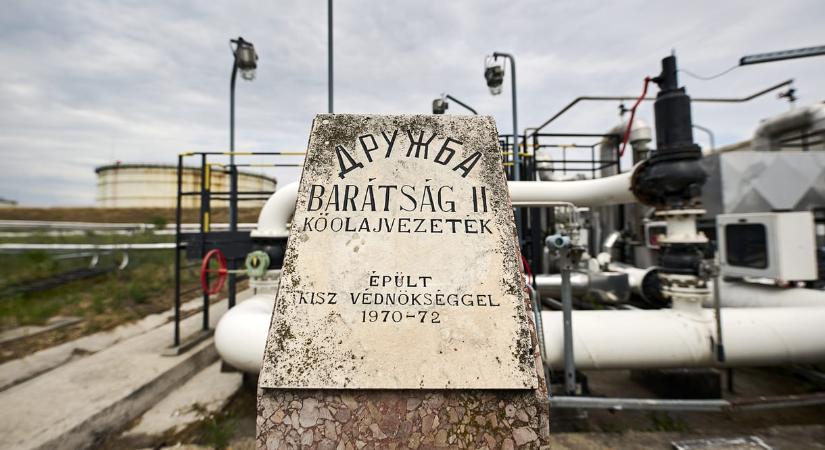 ДРУЖБА
BARÁTSÁG II
KŐOLAJVEZETÉK
ÉPÜLT
KISZ VÉDNÖKSÉGGEL
1970-72